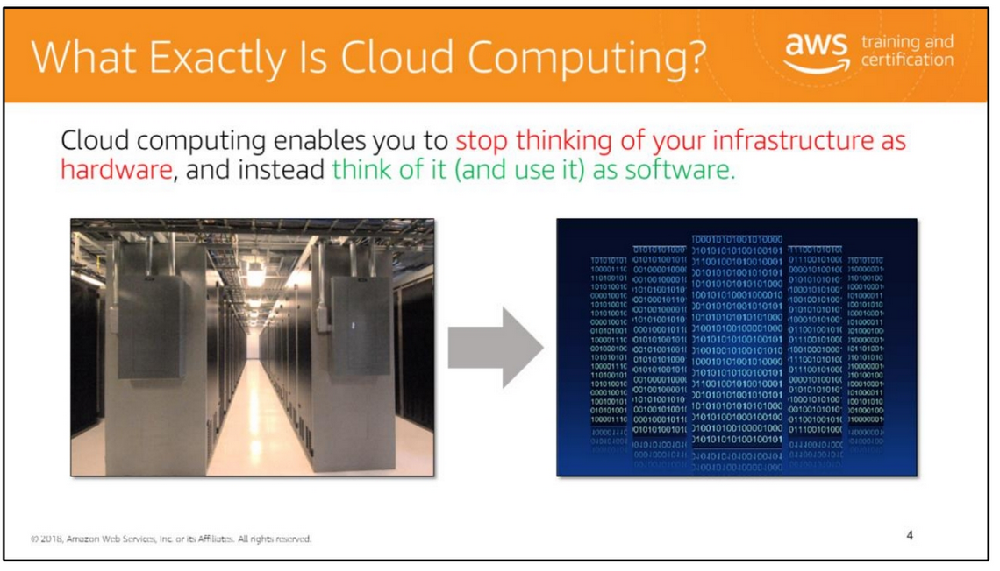 What Exactly Is Cloud Computing?
aws training and
certification
Cloud computing enables you to stop thinking of your infrastructure as
hardware, and instead think of it (and use it) as software.
© 2018, Amazon Web Services, Inc. or its Affiliates. All rights reserved.
4